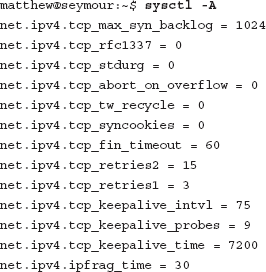 matthew@seymour:~$ sysctl -A
net.ipv4.tcp_max_syn_backlog = 1024
net.ipv4.tcp_rfc1337 = 0
net.ipv4.tcp_stdurg = 0
net.ipv4.tcp_abort_on_overflow = 0
net.ipv4.tcp_tw_recycle = 0
net.ipv4.tcp_syncookies = 0
net.ipv4.tcp_fin_timeout = 60
net.ipv4.tcp_retries2 = 15
net.ipv4.tcp_retries1 = 3
net.ipv4.tcp_keepalive_intvl = 75
net.ipv4.tcp_keepalive_probes = 9
net.ipv4.tcp_keepalive_time = 7200
net.ipv4.ipfrag_time = 30